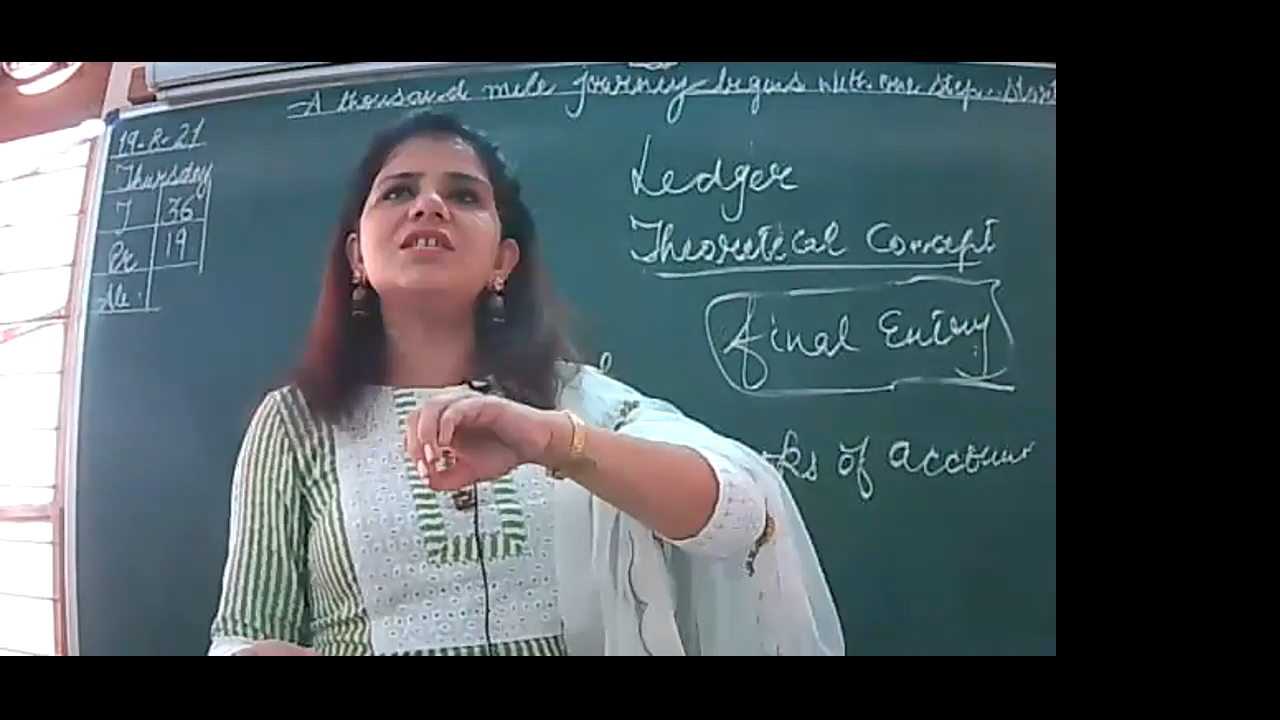 A thousand mile journey begins with one step.
19-8-21
Thursday
T 36
Pr 19
Ab.
Ledger
Theoretical Concept
Final Entry
of account